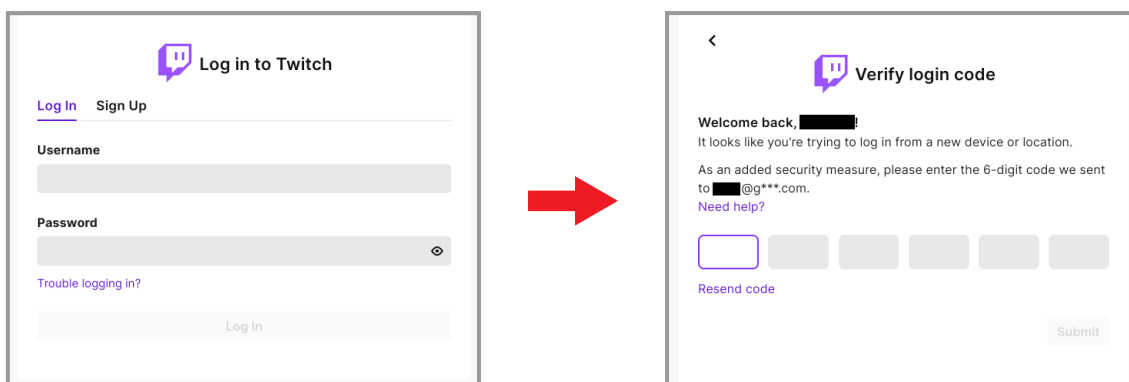 Log in to Twitch
Log In Sign Up
Username
Password
Trouble logging in?
Log In
Verify login code
Welcome back, !
It looks like you're trying to log in from a new device or location.
As an added security measure, please enter the 6-digit code we sent
to @g***.com.
Need help?
Resend code
Submit